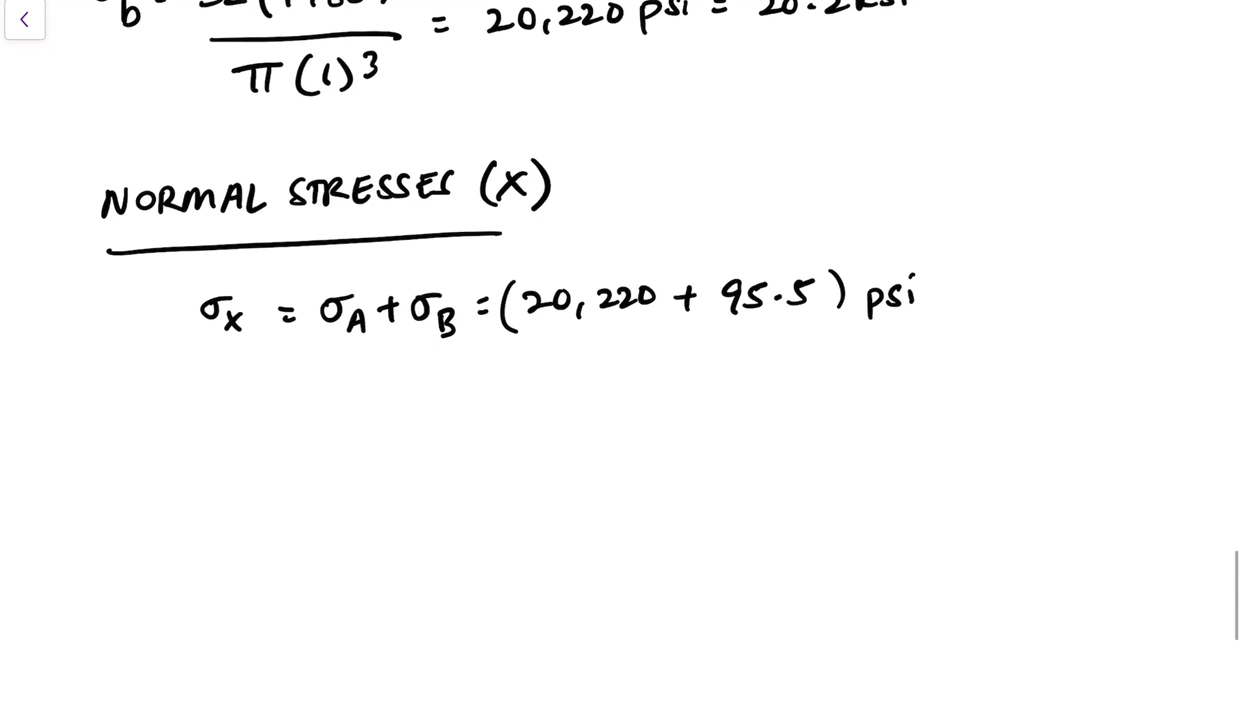 b
= 20,220 psi =
π (1)³
NORMAL STRESSES (X)
σx = σA + σB = (20,220 + 95.5) psi